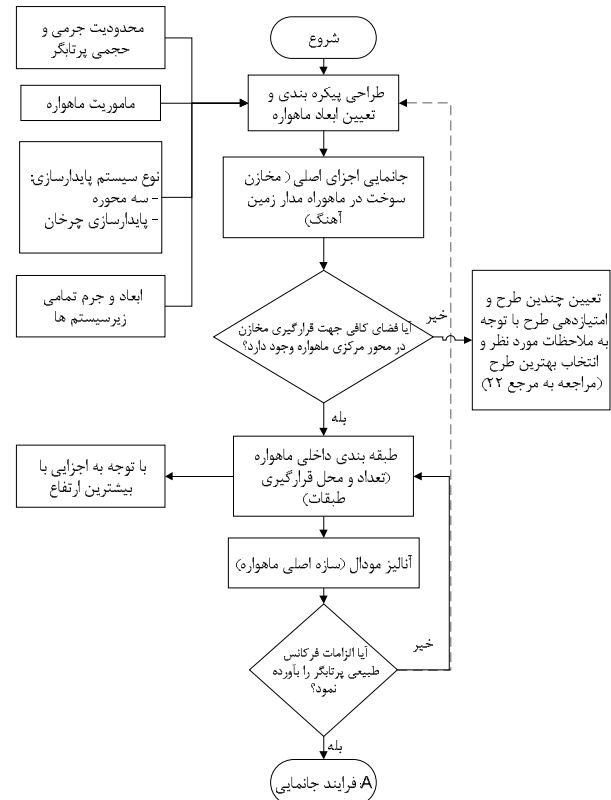 محدودیت جرمی و
حجمی پرتابگر
شروع
ماموریت ماهواره
طراحی پیکره بندی و
تعیین ابعاد ماهواره
نوع سیستم پایدارسازی:
- سه محوره
- پایدارسازی چرخان
جانمایی اجزای اصلی ( مخازن
سوخت در ماهوراه مدار زمین
آهنگ)
ابعاد و جرم تمامی
زیرسیستم ها
آیا فضای کافی جهت قرارگیری مخازن
در محور مرکزی ماهواره وجود دارد؟
خیر
تعیین چندین طرح و
امتیازدهی طرح با توجه
به ملاحظات مورد نظر و
انتخاب بهترین طرح
(مراجعه به مرجع ۲۲)
بله
طبقه بندی داخلی ماهواره
(تعداد و محل قرارگیری
طبقات)
با توجه به اجزایی با
بیشترین ارتفاع
آنالیز مودال (سازه اصلی ماهواره)
آیا الزامات فرکانس
طبیعی پرتابگر را بآورده
نمود؟
خیر
بله
A: فرایند جانمایی